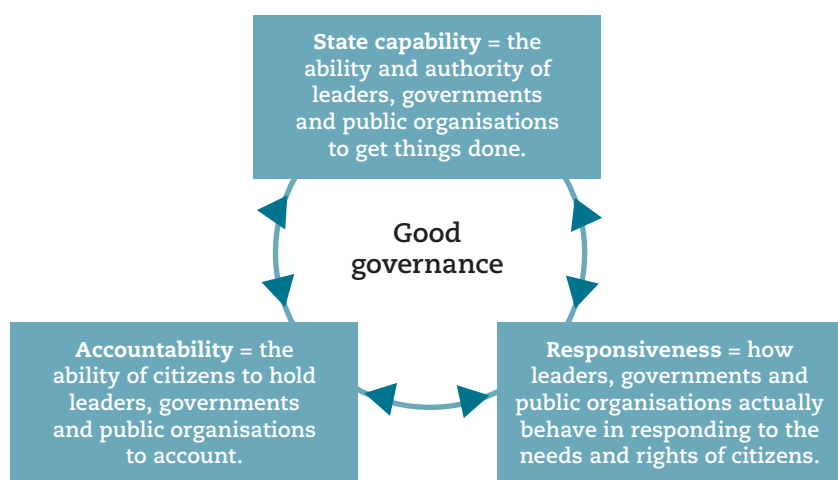 State capability = the
ability and authority of
leaders, governments
and public organisations
to get things done.
Good
governance
Accountability = the
ability of citizens to hold
leaders, governments
and public organisations
to account.
Responsiveness = how
leaders, governments and
public organisations actually
behave in responding to the
needs and rights of citizens.